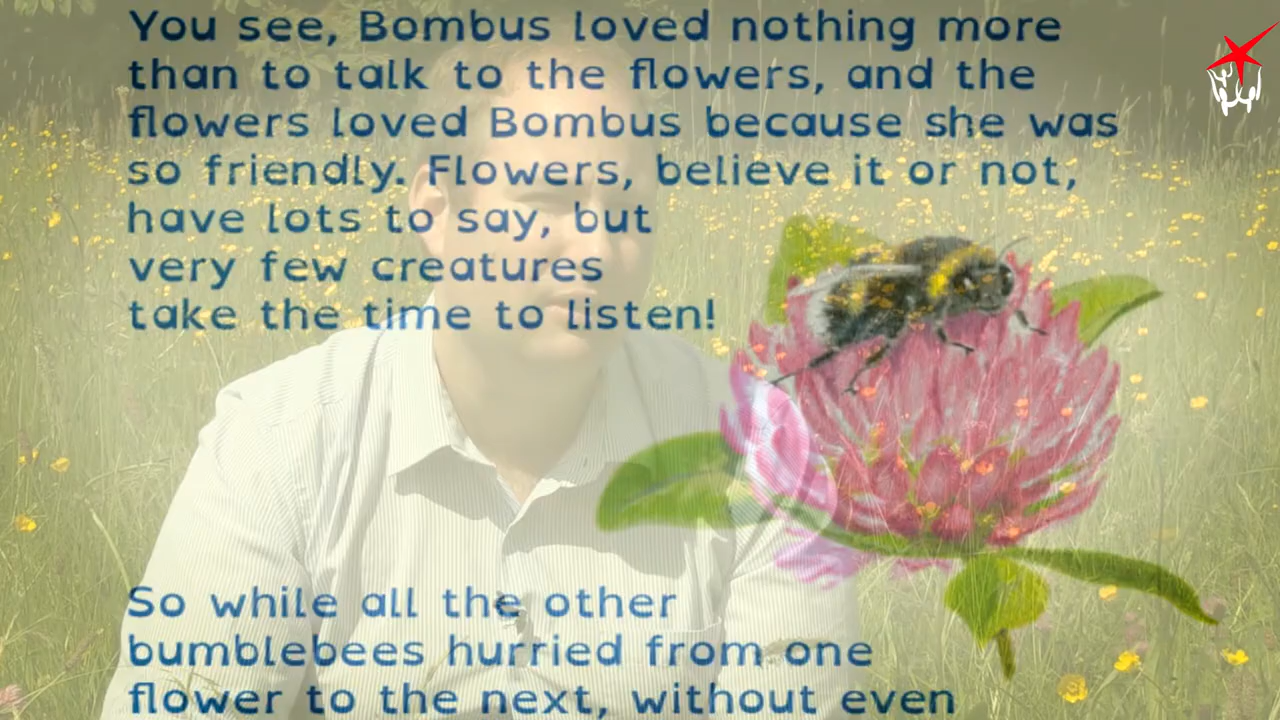 You see, Bombus loved nothing more
than to talk to the flowers, and the
flowers loved Bombus because she was
so friendly. Flowers, believe it or not,
have lots to say, but
very few creatures
take the time to listen!
So while all the other
bumblebees hurried from one
flower to the next, without even